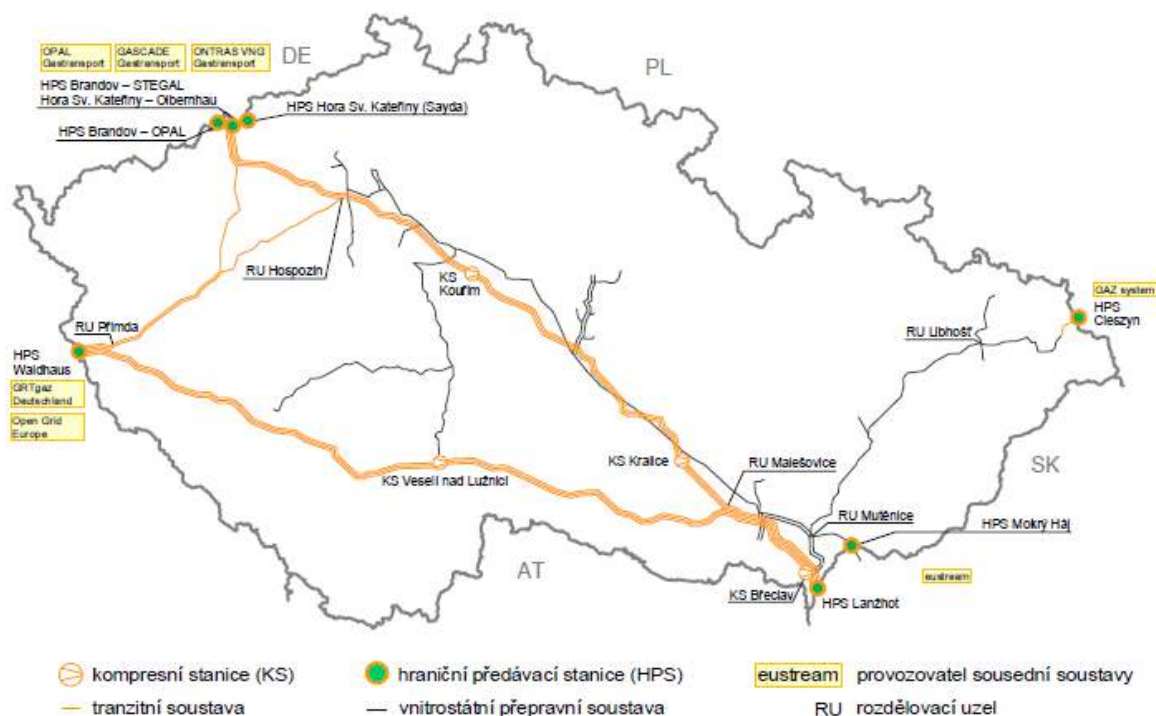 OPAL
Gastransport
GASCADE
Gastransport
ONTRAS VNG
Gastransport
DE
PL
HPS Brandov – STEGAL
Hora Sv. Kateřiny – Olbernhau
HPS Hora Sv. Kateřiny (Sayda)
HPS Brandov – OPAL
RU Hospozín
KS
Kouřim
GAZ system
HPS
Cieszyn
RU Libhošť
RU Přimda
HPS
Waldhaus
GRTgaz
Deutschland
Open Grid
Europe
KS Kralice
SK
KS Veselí nad Lužnicí
RU Malešovice
RU Mutěnice
HPS Mokrý Háj
AT
eustream
KS Břeclav
HPS Lanžhot
kompresní stanice (KS)
hraniční předávací stanice (HPS)
eustream
provozovatel sousední soustavy
tranzitní soustava
vnitrostátní přepravní soustava
RU
rozdělovací uzel